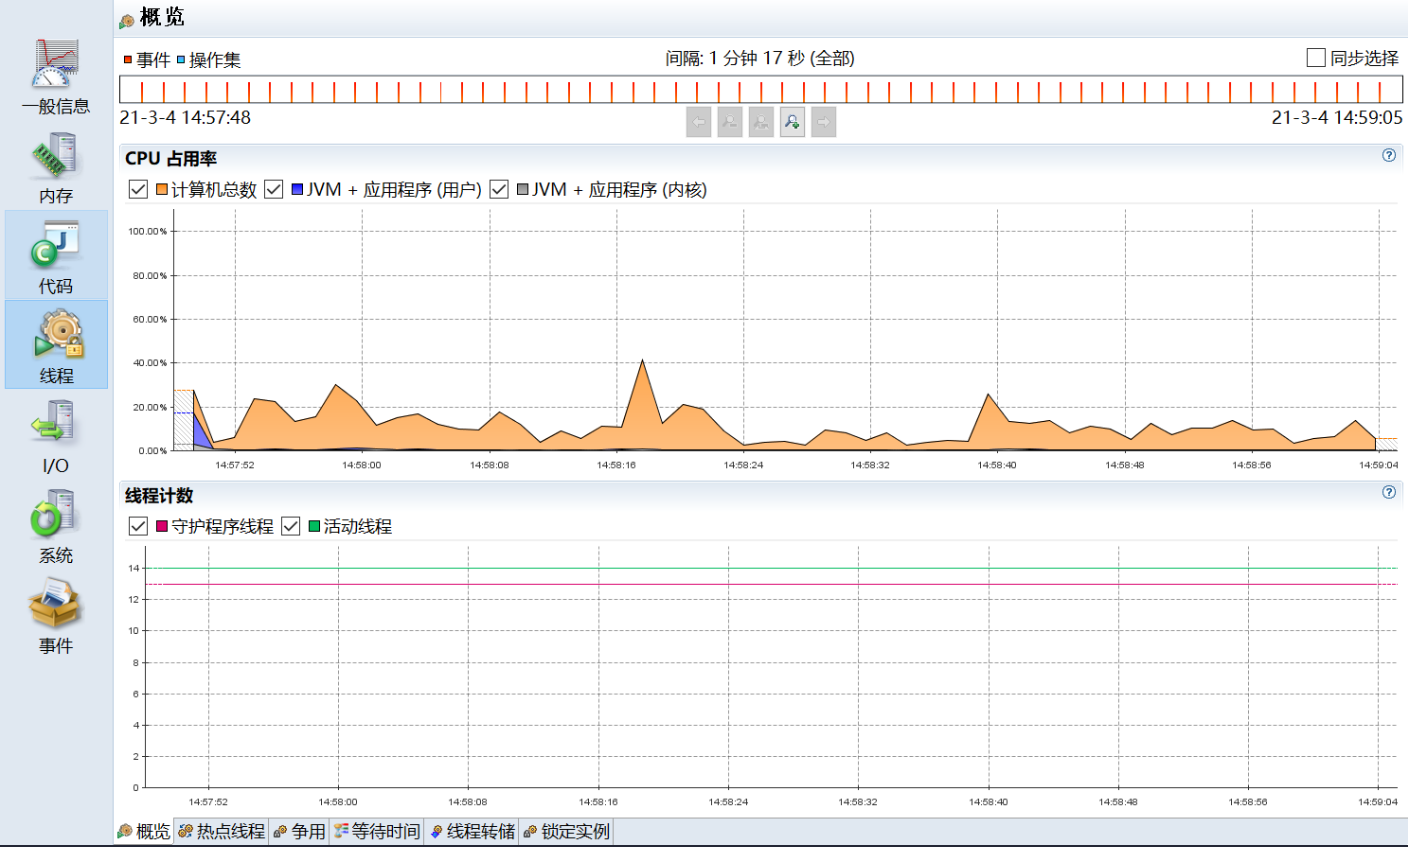 概览
事件 操作集
间隔: 1 分钟 17 秒 (全部)
同步选择
21-3-4 14:57:48
21-3-4 14:59:05
一般信息
内存
代码
线程
I/O
系统
事件
CPU 占用率
计算机总数 JVM + 应用程序 (用户) JVM + 应用程序 (内核)
100.00%
80.00%
60.00%
40.00%
20.00%
0.00%
14:57:52 14:58:00 14:58:08 14:58:16 14:58:24 14:58:32 14:58:40 14:58:48 14:58:56 14:59:04
线程计数
守护程序线程 活动线程
14
12
10
8
6
4
2
0
14:57:52 14:58:00 14:58:08 14:58:16 14:58:24 14:58:32 14:58:40 14:58:48 14:58:56 14:59:04
概览 热点线程 争用 等待时间 线程转储 锁定实例